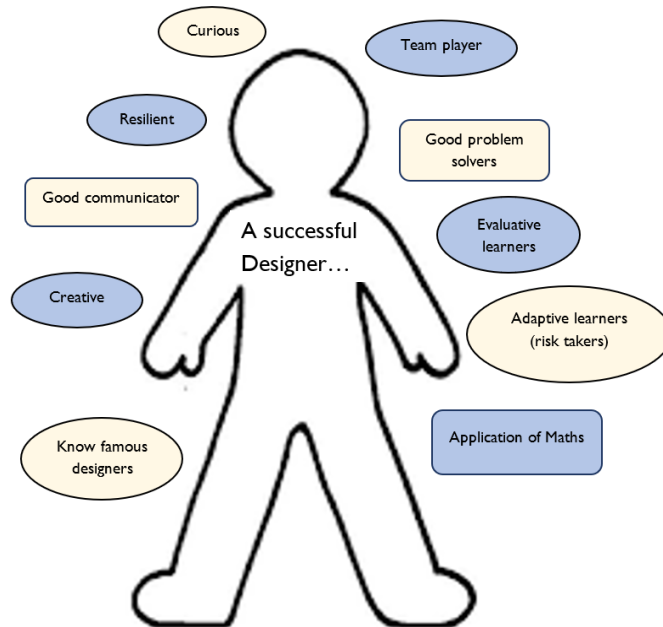 Curious
Team player
Resilient
Good problem
solvers
Good communicator
A successful
Designer…
Evaluative
learners
Creative
Adaptive learners
(risk takers)
Know famous
designers
Application of Maths